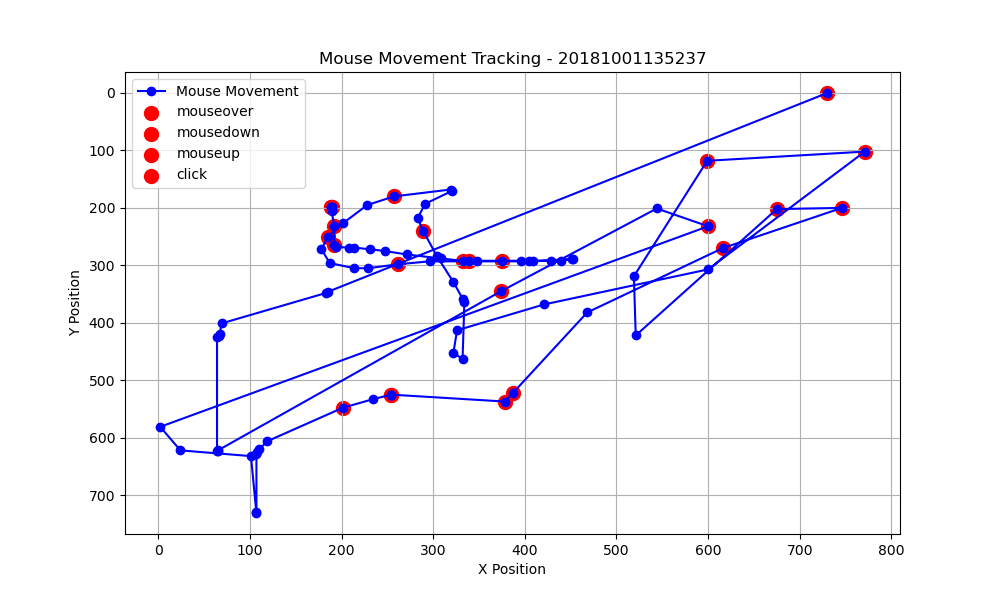 Mouse Movement Tracking - 20181001135237
Mouse Movement
mouseover
mousedown
mouseup
click
Y Position
0
100
200
300
400
500
600
700
0 100 200 300 400 500 600 700 800
X Position